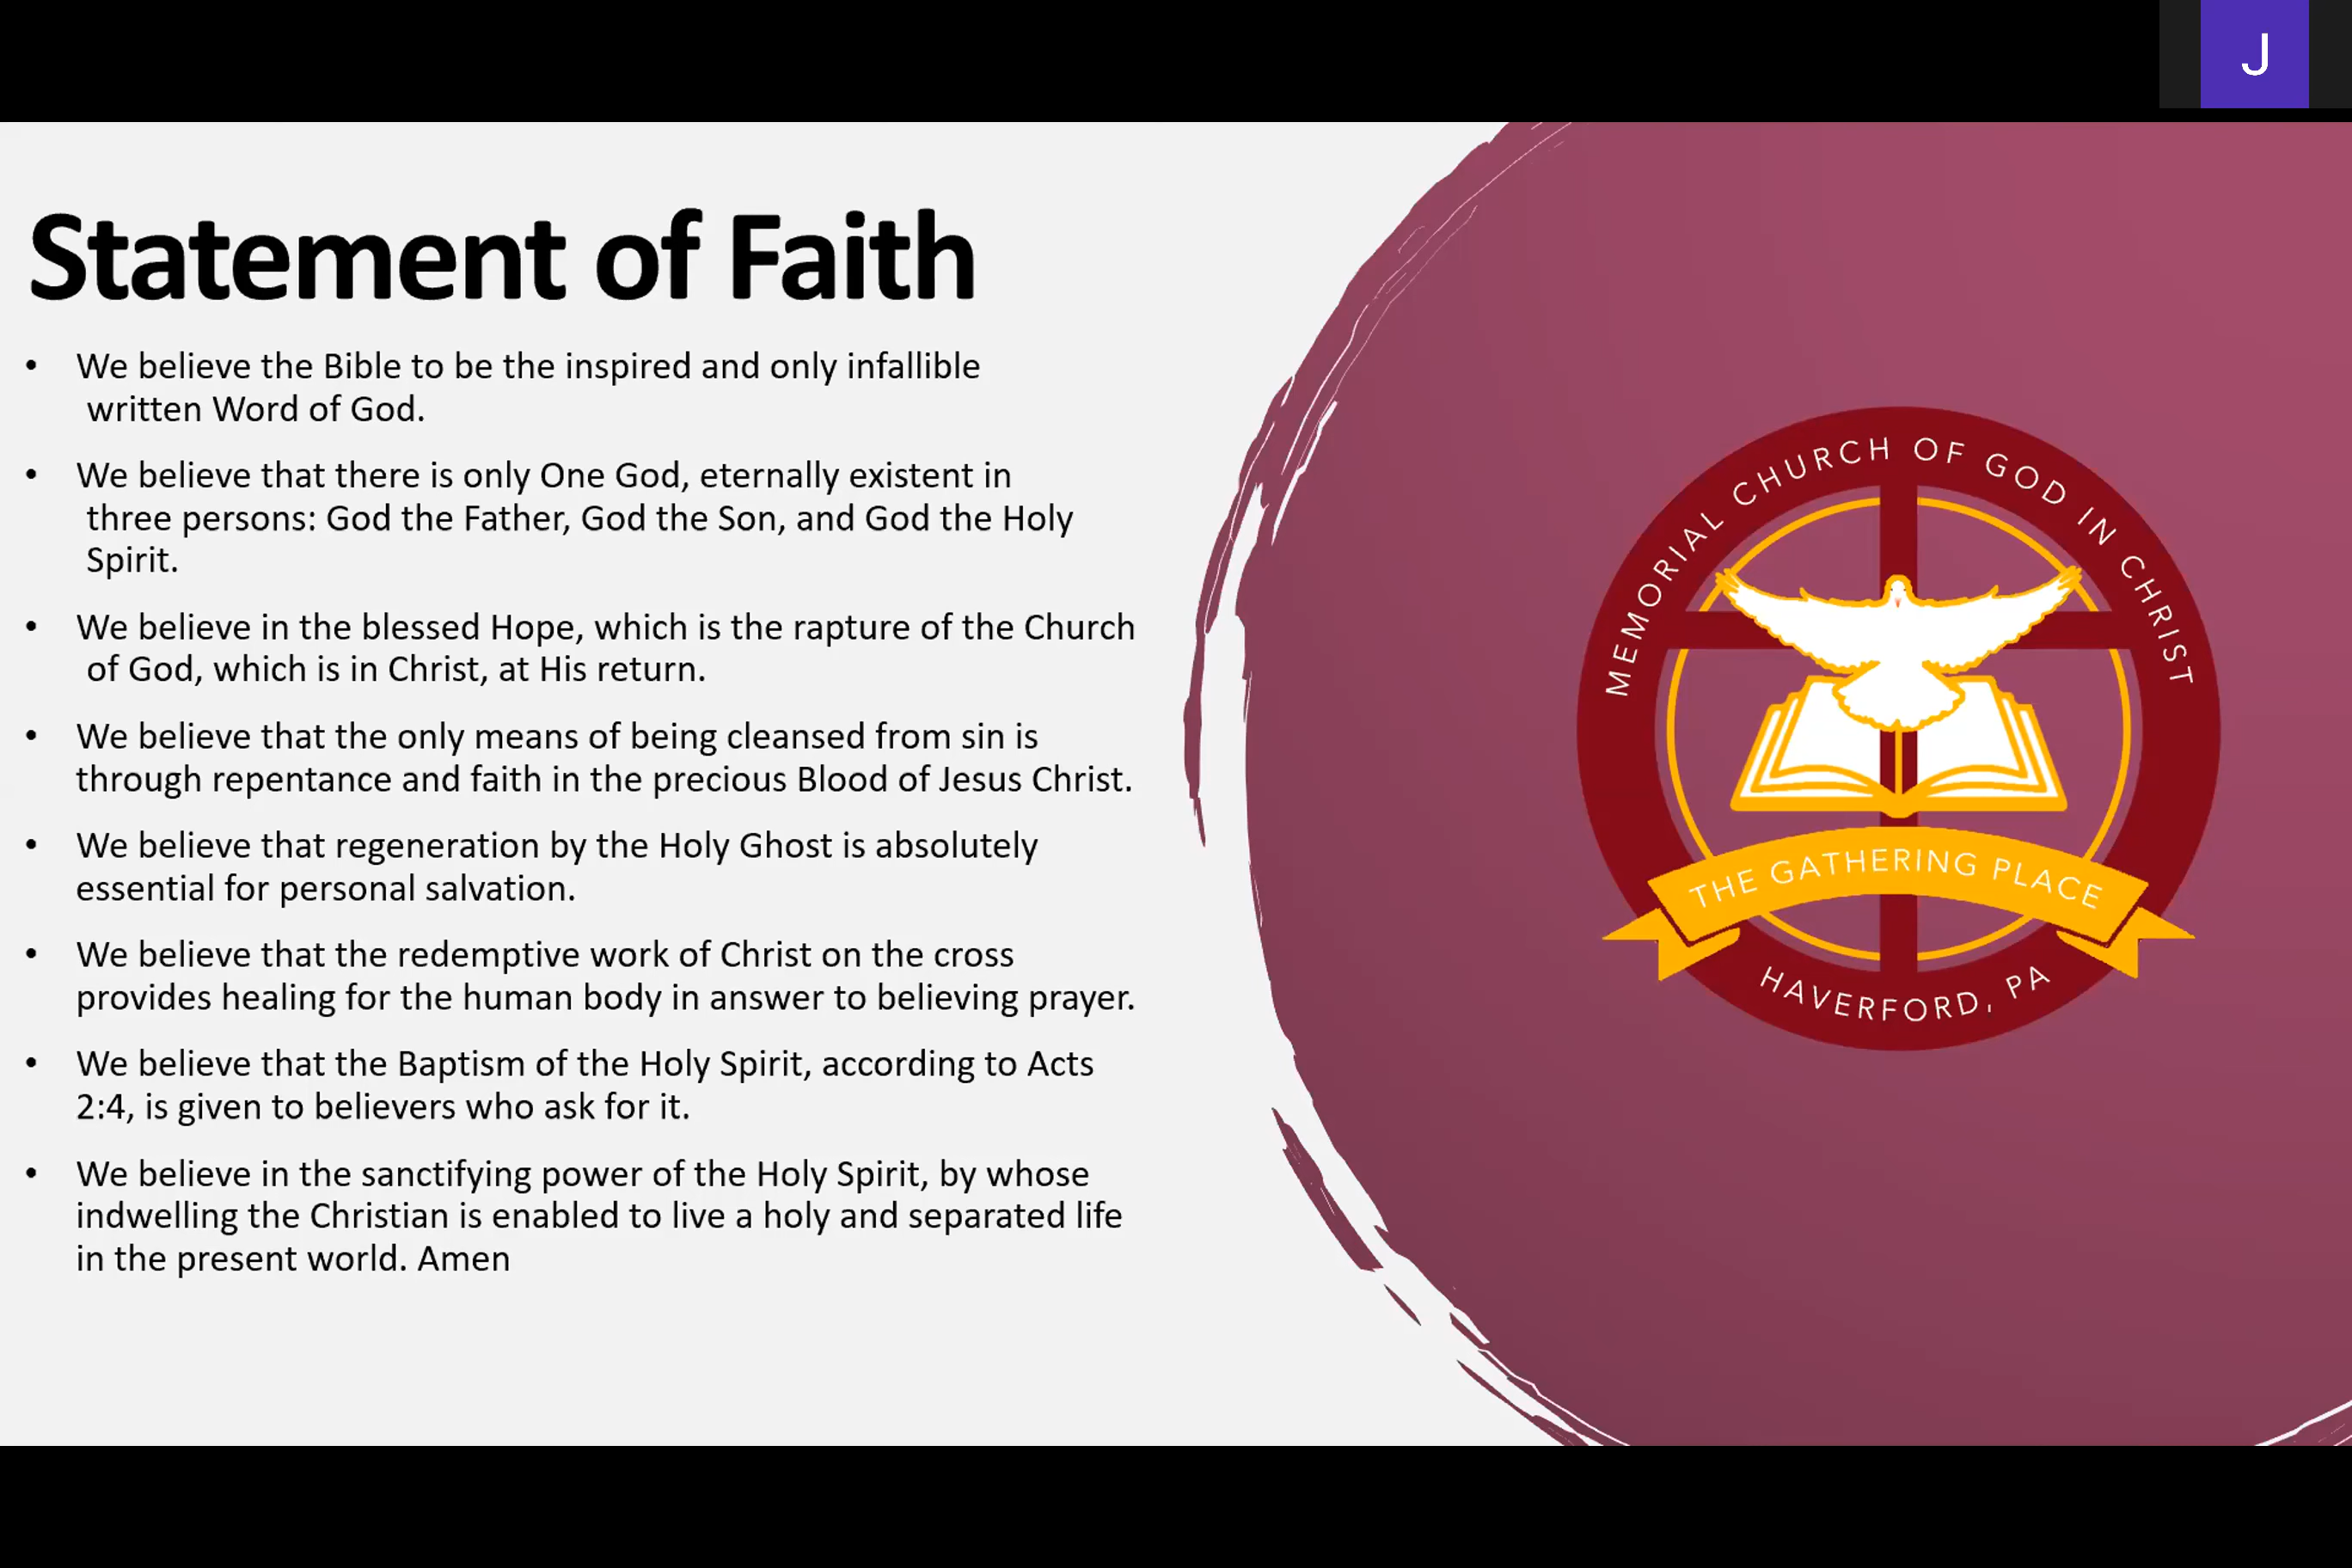 J
Statement of Faith
• We believe the Bible to be the inspired and only infallible
written Word of God.
• We believe that there is only One God, eternally existent in
three persons: God the Father, God the Son, and God the Holy
Spirit.
• We believe in the blessed Hope, which is the rapture of the Church
of God, which is in Christ, at His return.
• We believe that the only means of being cleansed from sin is
through repentance and faith in the precious Blood of Jesus Christ.
• We believe that regeneration by the Holy Ghost is absolutely
essential for personal salvation.
• We believe that the redemptive work of Christ on the cross
provides healing for the human body in answer to believing prayer.
• We believe that the Baptism of the Holy Spirit, according to Acts
2:4, is given to believers who ask for it.
• We believe in the sanctifying power of the Holy Spirit, by whose
indwelling the Christian is enabled to live a holy and separated life
in the present world. Amen
MEMORIAL CHURCH OF GOD IN CHRIST
THE GATHERING PLACE
HAVERFORD, PA